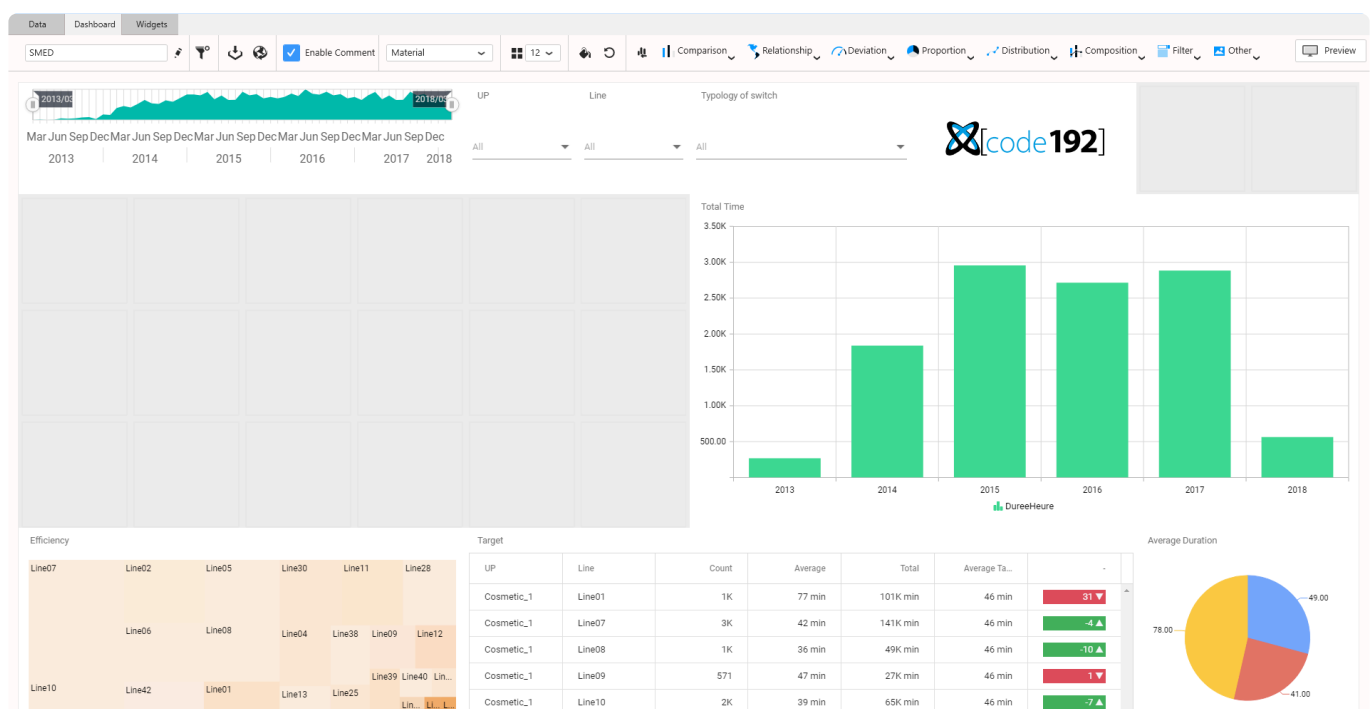 Data Dashboard Widgets
SMED Enable Comment Material 12 Comparison Relationship Deviation Proportion Distribution Composition Filter Other Preview
2013/03 2018/03
Mar Jun Sep Dec Mar Jun Sep Dec Mar Jun Sep Dec Mar Jun Sep Dec Mar Jun Sep Dec
2013 2014 2015 2016 2017 2018
UP Line Typology of switch
All All All
[code192]
Total Time
3.50K
3.00K
2.50K
2.00K
1.50K
1.00K
500.00
2013 2014 2015 2016 2017 2018
DureeHeure
Efficiency
Line07 Line02 Line05 Line30 Line11 Line28
Line06 Line08 Line04 Line38 Line09 Line12
Line39 Line40 Lin...
Line10 Line42 Line01 Line13 Line25
Lin... Li... L...
Target
UP Line Count Average Total Average Ta... -
Cosmetic_1 Line01 1K 77 min 101K min 46 min 31 ▼
Cosmetic_1 Line07 3K 42 min 141K min 46 min -4 ▲
Cosmetic_1 Line08 1K 36 min 49K min 46 min -10 ▲
Cosmetic_1 Line09 571 47 min 27K min 46 min 1 ▼
Cosmetic_1 Line10 2K 39 min 65K min 46 min -7 ▲
Average Duration
49.00
78.00
41.00